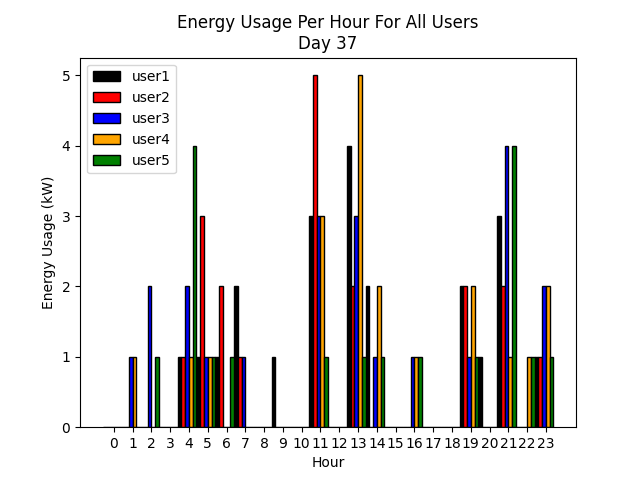 Energy Usage Per Hour For All Users
Day 37
user1
user2
user3
user4
user5
Energy Usage (kW)
5
4
3
2
1
0
0 1 2 3 4 5 6 7 8 9 10 11 12 13 14 15 16 17 18 19 20 21 22 23
Hour